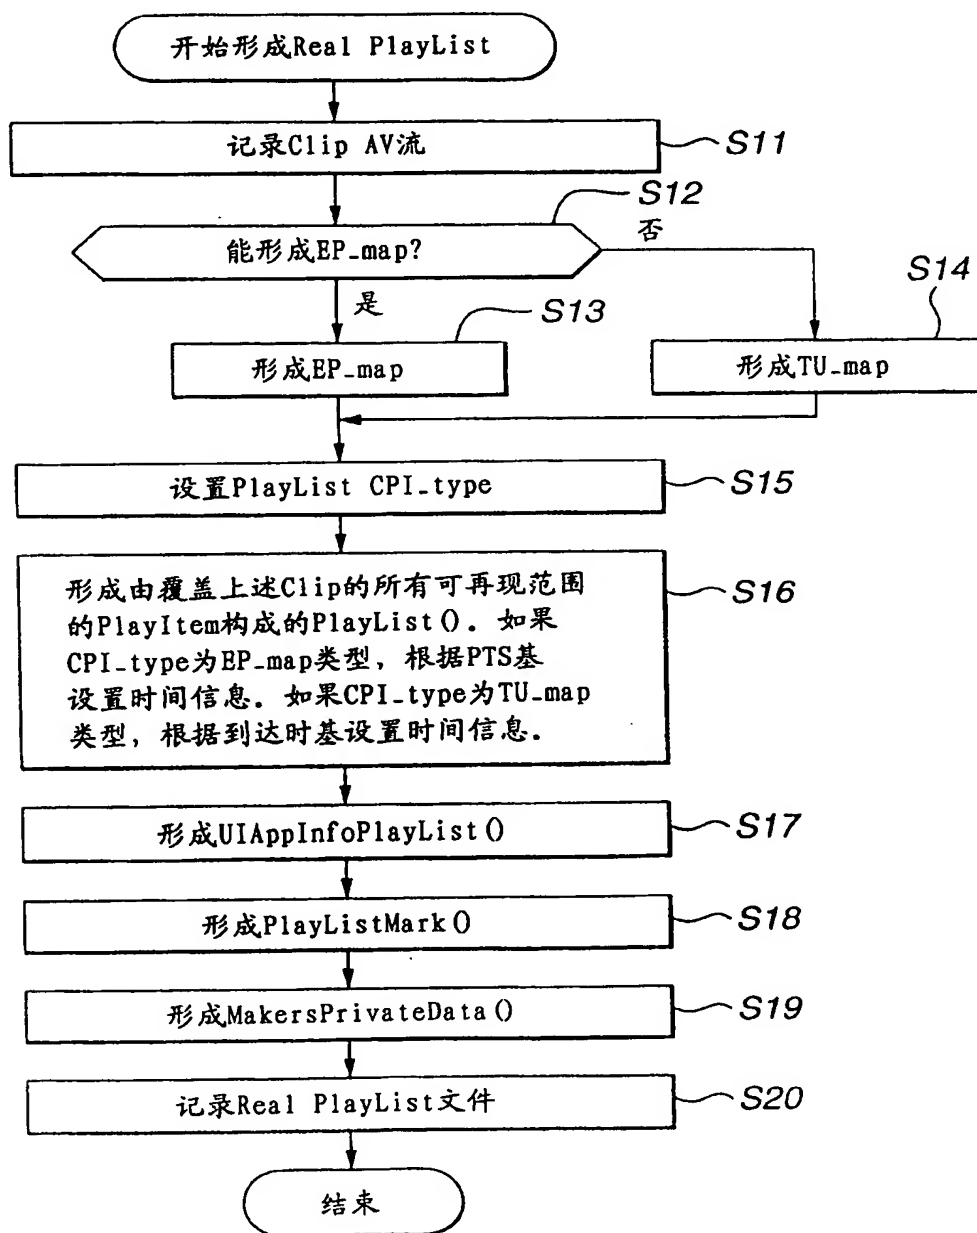 开始形成Real PlayList
记录Clip AV流
S11
S12
能形成EP_map?
否
是
S13
S14
形成EP_map
形成TU_map
设置PlayList CPI_type
S15
形成由覆盖上述Clip的所有可再现范围
的PlayItem构成的PlayList()。如果
CPI_type为EP_map类型，根据PTS基
设置时间信息。如果CPI_type为TU_map
类型，根据到达时基设置时间信息。
S16
形成UIAppInfoPlayList()
S17
形成PlayListMark()
S18
形成MakersPrivateData()
S19
记录Real PlayList文件
S20
结束